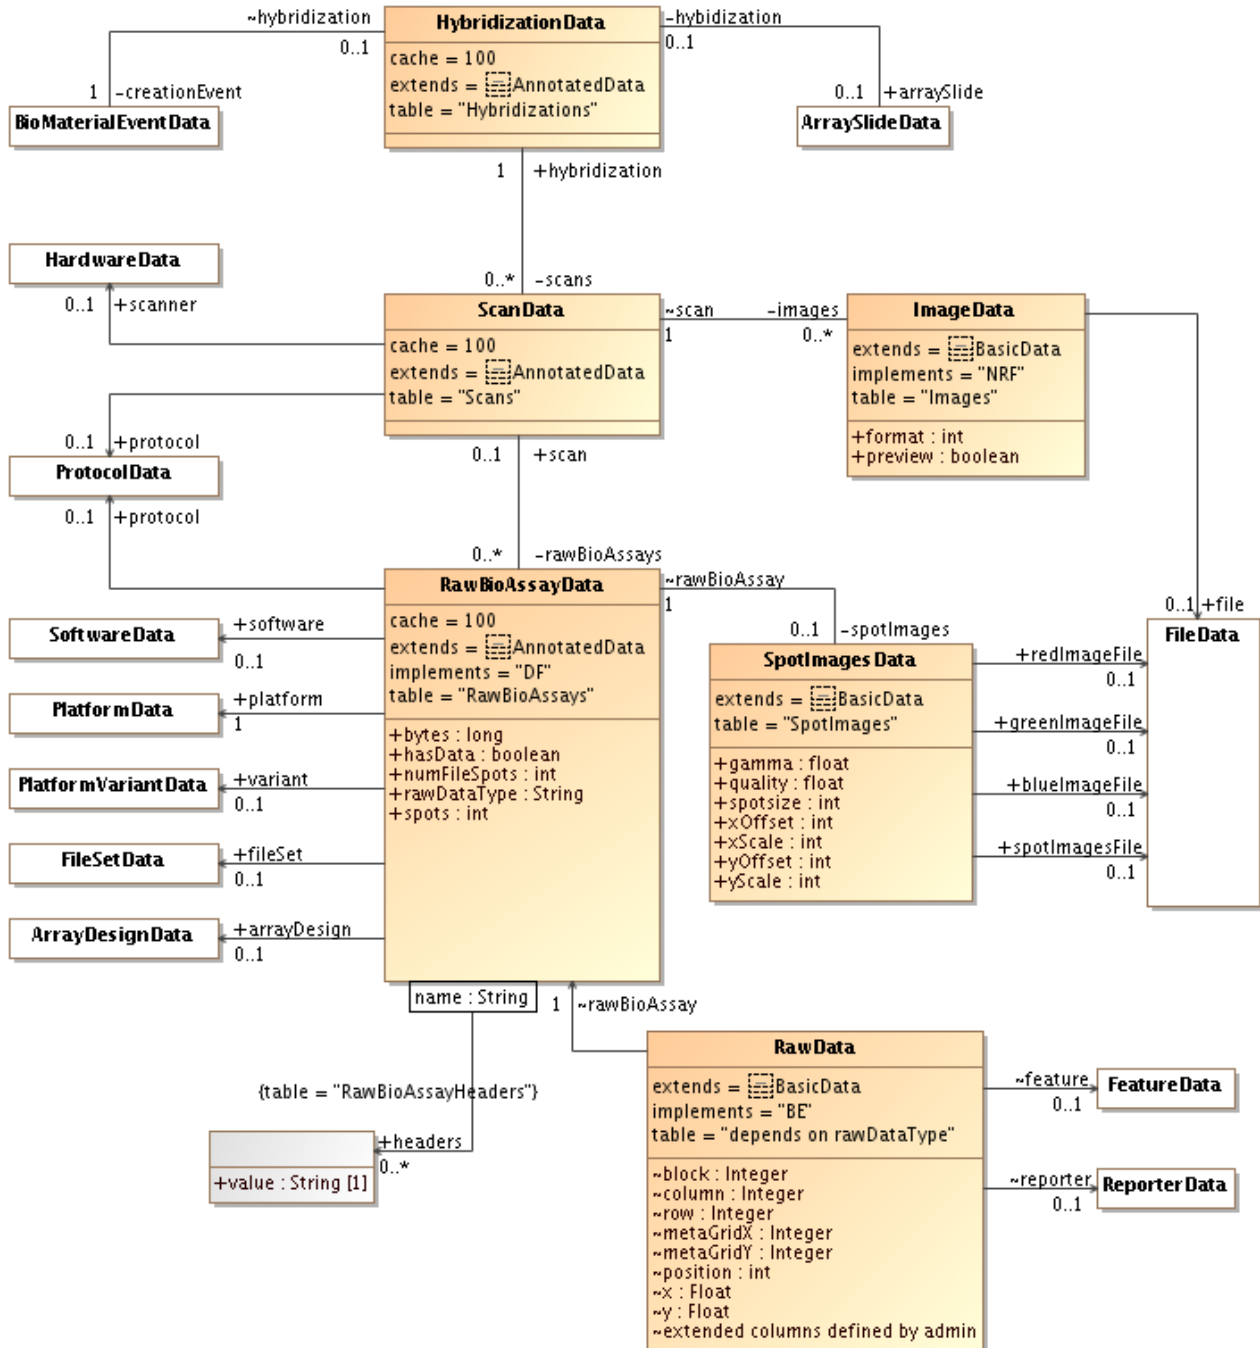 ~hybridization
0..1
HybridizationData
cache = 100
extends = AnnotatedData
table = "Hybridizations"
-hybidization
0..1
1 -creationEvent
BioMaterialEventData
0..1 +arraySlide
ArraySlideData
1 +hybridization
HardwareData
0..1 +scanner
0..* -scans
ScanData
cache = 100
extends = AnnotatedData
table = "Scans"
~scan
1
-images
0..*
ImageData
extends = BasicData
implements = "NRF"
table = "Images"
+format : int
+preview : boolean
0..1 +protocol
ProtocolData
0..1 +protocol
0..1 +scan
0..* -rawBioAssays
RawBioAssayData
cache = 100
extends = AnnotatedData
implements = "DF"
table = "RawBioAssays"
+bytes : long
+hasData : boolean
+numFileSpots : int
+rawDataType : String
+spots : int
~rawBioAssay
1
0..1 -spotImages
SpotImagesData
extends = BasicData
table = "SpotImages"
+gamma : float
+quality : float
+spotsize : int
+xOffset : int
+xScale : int
+yOffset : int
+yScale : int
0..1 +file
FileData
+redImageFile
0..1
+greenImageFile
0..1
+blueImageFile
0..1
+spotImagesFile
0..1
SoftwareData
+software
0..1
PlatformData
+platform
1
PlatformVariantData
+variant
0..1
FileSetData
+fileSet
0..1
ArrayDesignData
+arrayDesign
0..1
name : String
1 ~rawBioAssay
{table = "RawBioAssayHeaders"}
+headers
0..*
+value : String [1]
RawData
extends = BasicData
implements = "BE"
table = "depends on rawDataType"
~block : Integer
~column : Integer
~row : Integer
~metaGridX : Integer
~metaGridY : Integer
~position : int
~x : Float
~y : Float
~extended columns defined by admin
~feature
0..1
FeatureData
~reporter
0..1
ReporterData